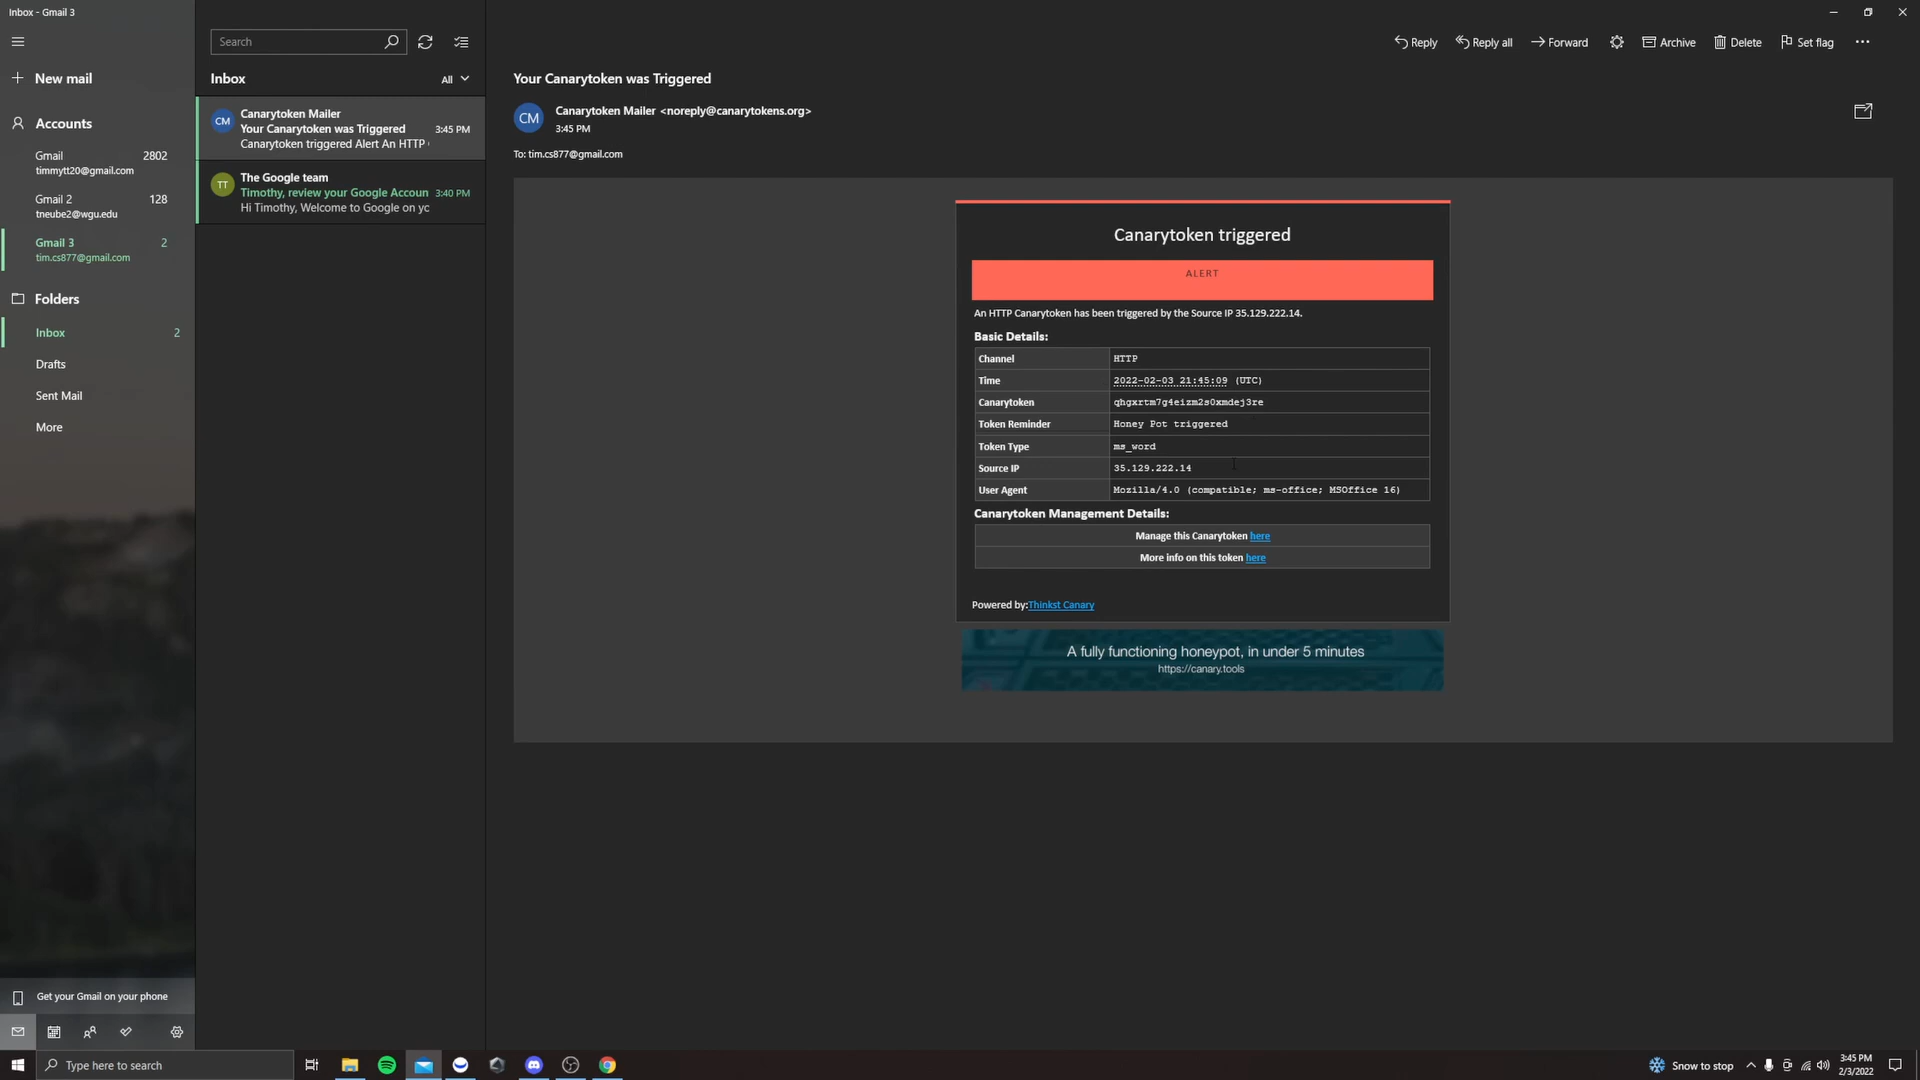 Inbox - Gmail 3
New mail
Accounts
Gmail 2802
timmytt20@gmail.com
Gmail 2 128
tneube2@wgu.edu
Gmail 3 2
tim.cs877@gmail.com
Folders
Inbox 2
Drafts
Sent Mail
More
Get your Gmail on your phone
Search
Inbox
All
CM
Canarytoken Mailer
Your Canarytoken was Triggered 3:45 PM
Canarytoken triggered Alert An HTTP
TT
The Google team
Timothy, review your Google Accoun 3:40 PM
Hi Timothy, Welcome to Google on yo
Reply
Reply all
Forward
Archive
Delete
Set flag
Your Canarytoken was Triggered
CM
Canarytoken Mailer <noreply@canarytokens.org>
3:45 PM
To: tim.cs877@gmail.com
Canarytoken triggered
ALERT
An HTTP Canarytoken has been triggered by the Source IP 35.129.222.14.
Basic Details:
Channel HTTP
Time 2022-02-03 21:45:09 (UTC)
Canarytoken qhgxrtm7g4eizm2s0xmdej3re
Token Reminder Honey Pot triggered
Token Type ms_word
Source IP 35.129.222.14
User Agent Mozilla/4.0 (compatible; ms-office; MSOffice 16)
Canarytoken Management Details:
Manage this Canarytoken here
More info on this token here
Powered by:Thinkst Canary
A fully functioning honeypot, in under 5 minutes
https://canary.tools
Type here to search
Snow to stop
3:45 PM
2/3/2022